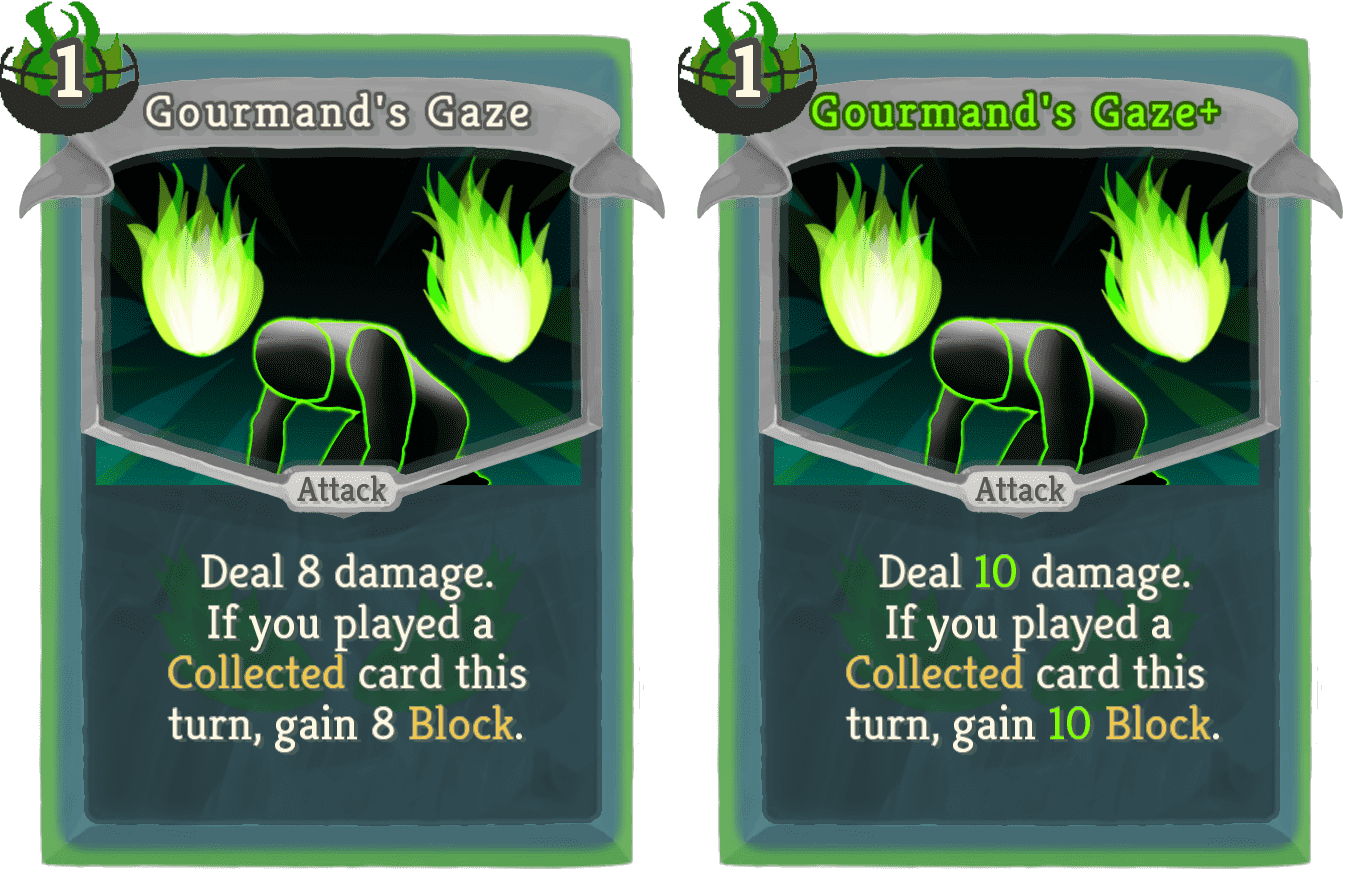 1
Gourmand's Gaze
Attack
Deal 8 damage.
If you played a
Collected card this
turn, gain 8 Block.
1
Gourmand's Gaze+
Attack
Deal 10 damage.
If you played a
Collected card this
turn, gain 10 Block.